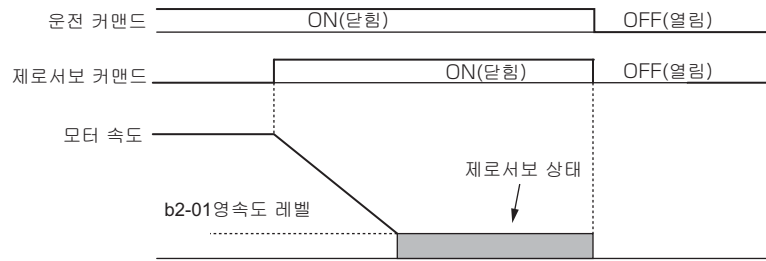 운전 커맨드 ON(닫힘) OFF(열림)
제로서보 커맨드 ON(닫힘) OFF(열림)
모터 속도
제로서보 상태
b2-01영속도 레벨